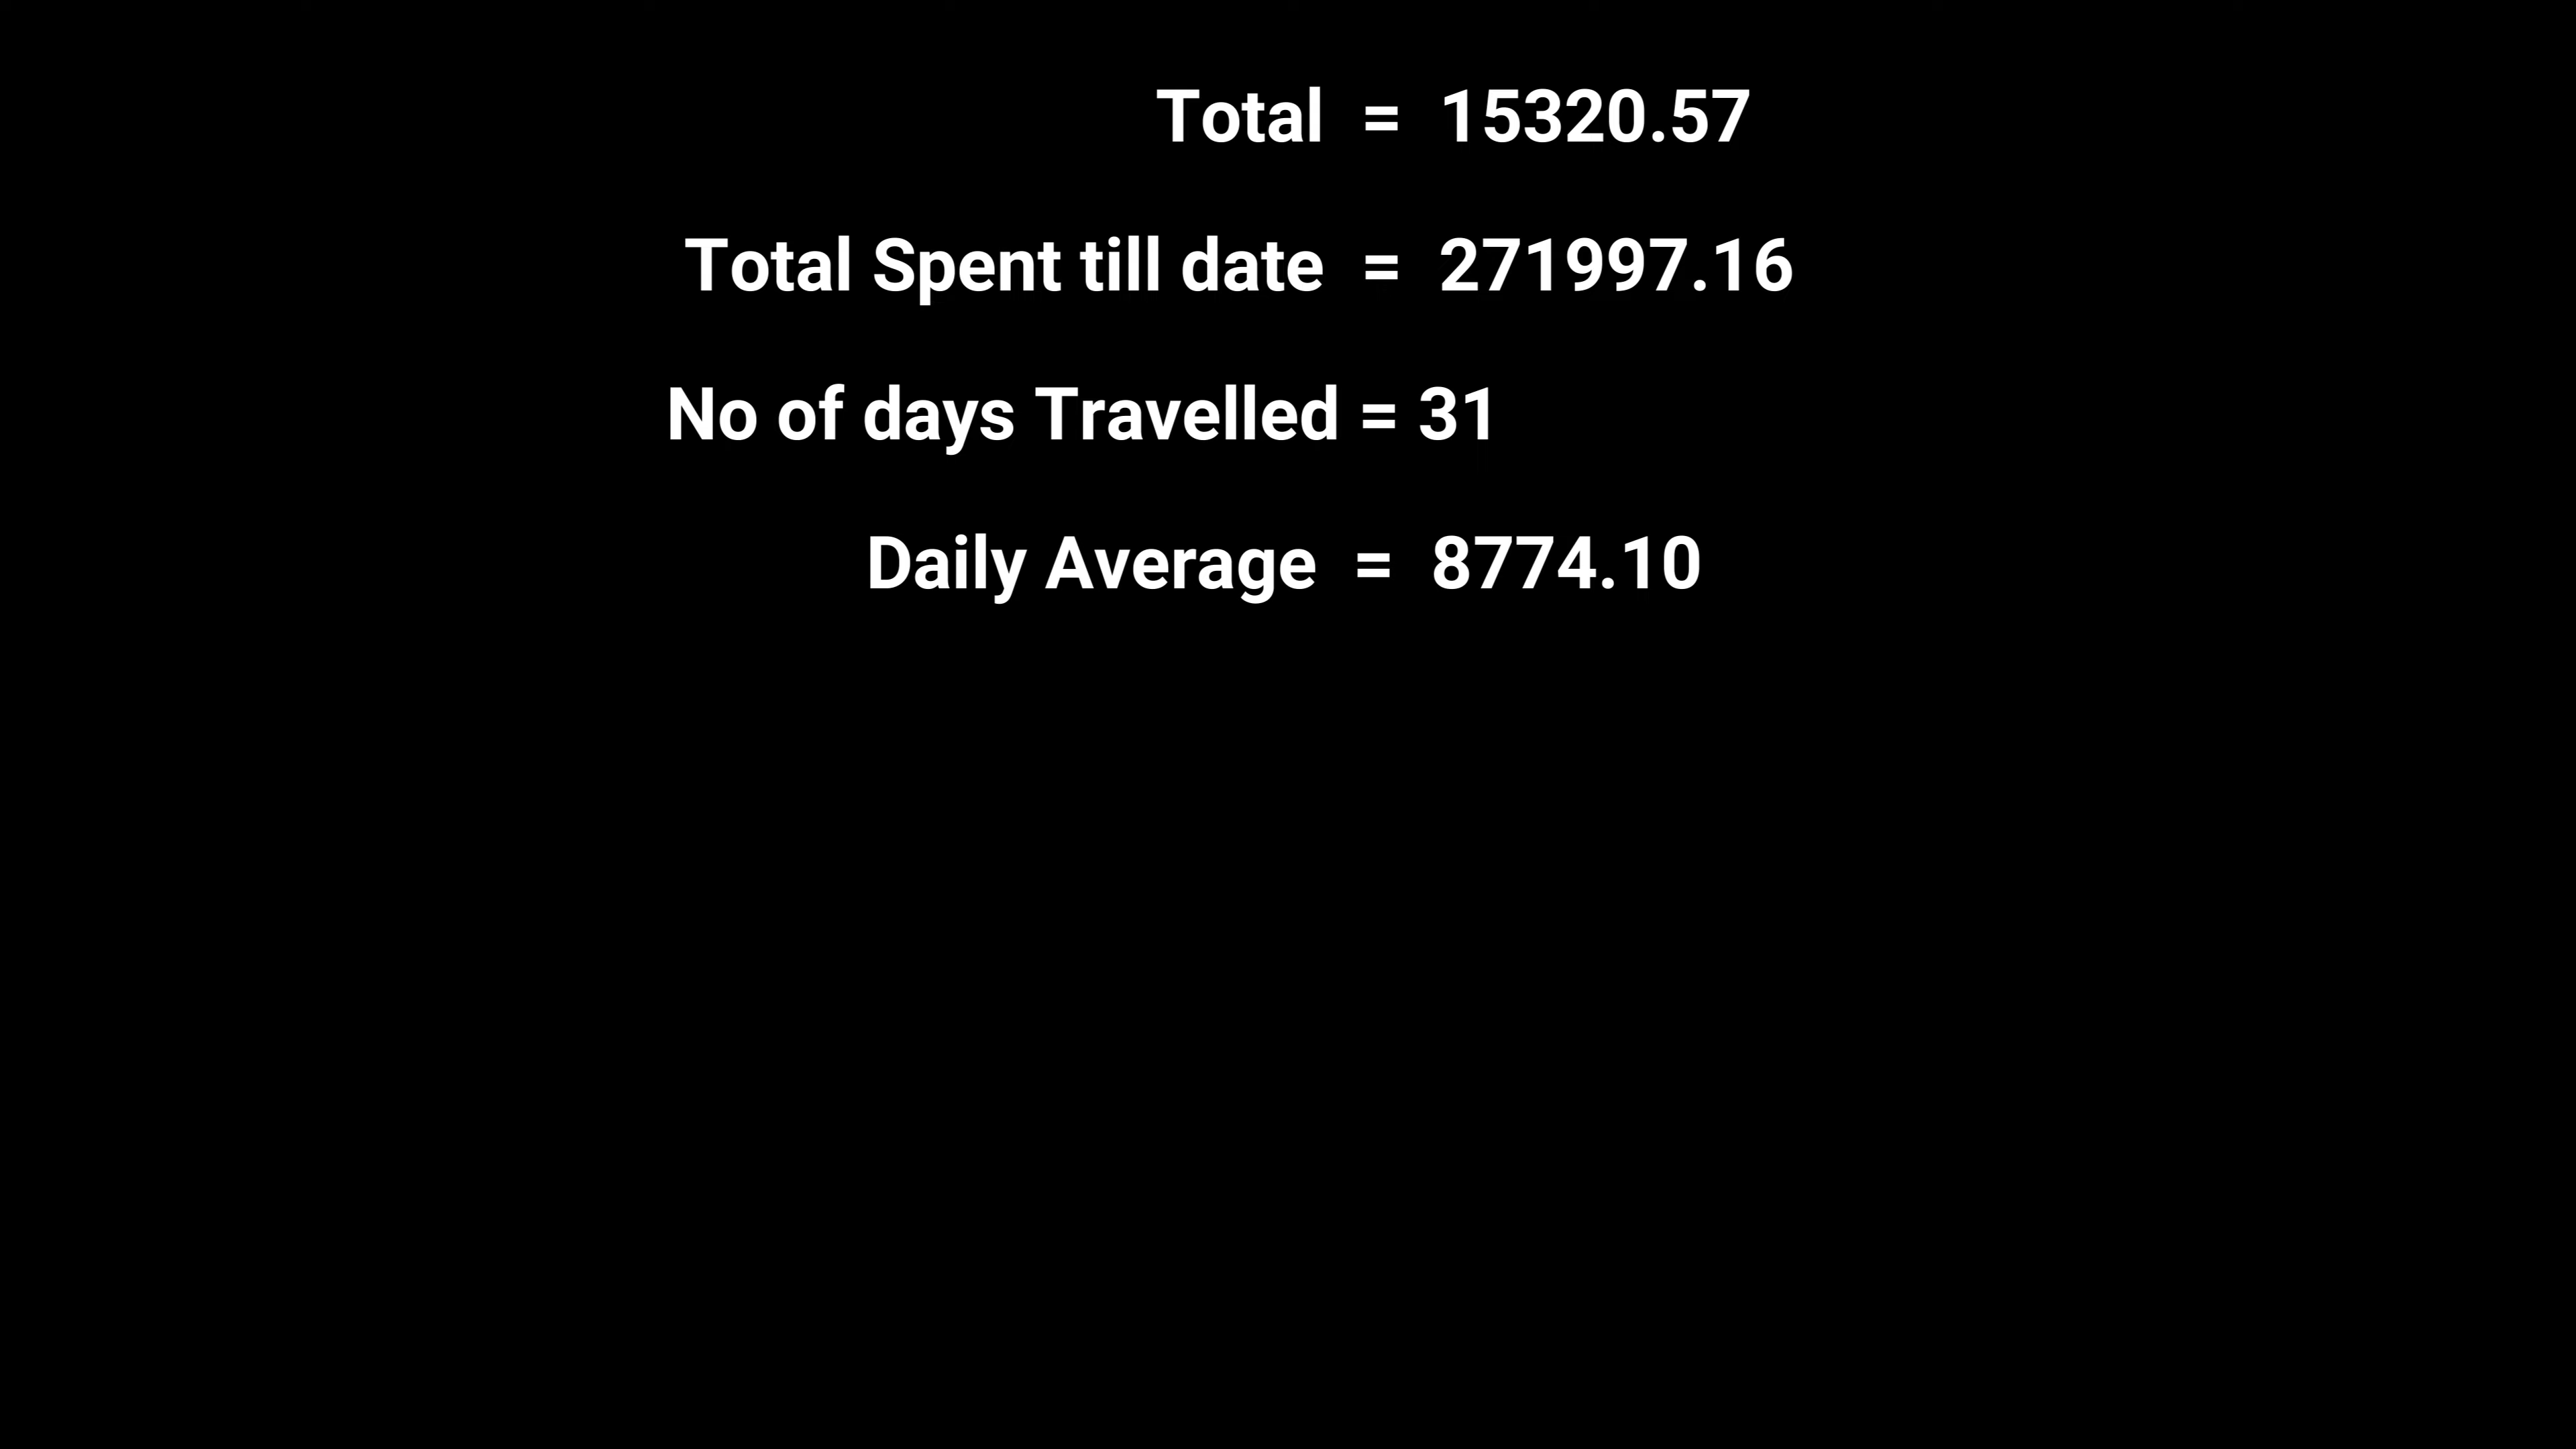 Total = 15320.57
Total Spent till date = 271997.16
No of days Travelled = 31
Daily Average = 8774.10